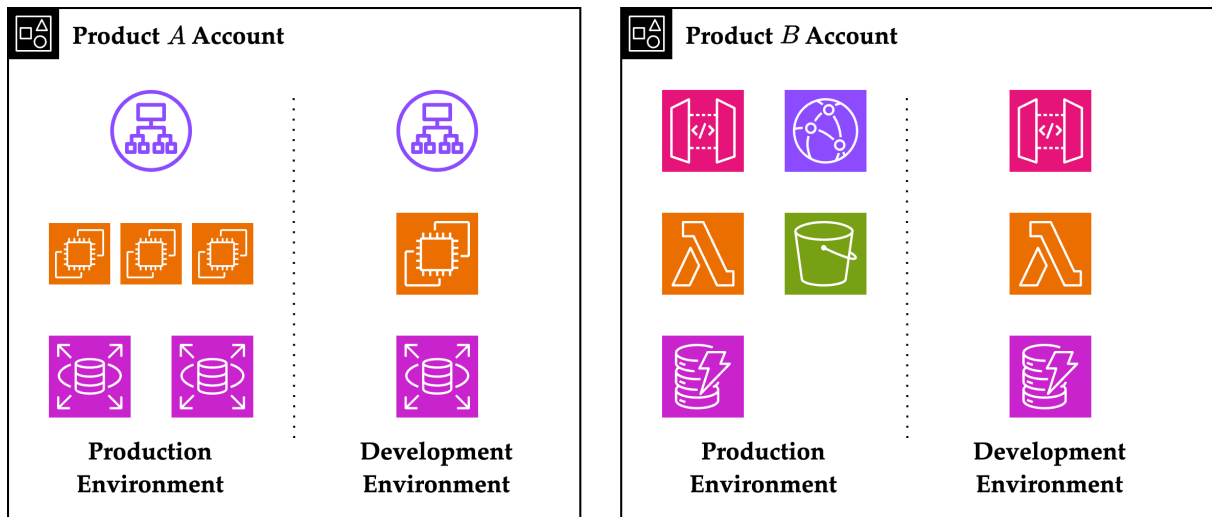 Product A Account
Production
Environment
Development
Environment
Product B Account
</>
</>
Production
Environment
Development
Environment